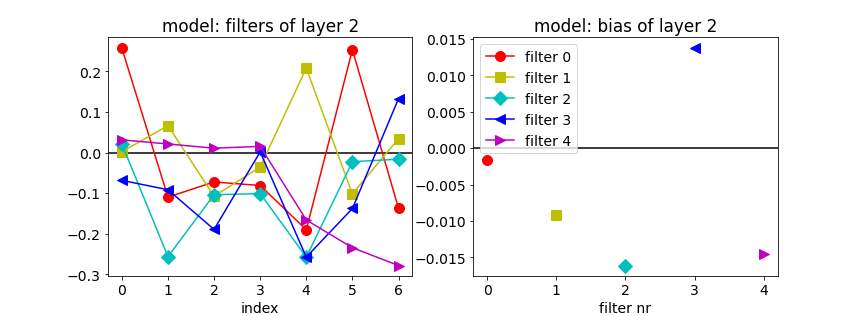 model: filters of layer 2
0.2
0.1
0.0
−0.1
−0.2
−0.3
0 1 2 3 4 5 6
index
model: bias of layer 2
0.015
0.010
0.005
0.000
−0.005
−0.010
−0.015
filter 0
filter 1
filter 2
filter 3
filter 4
0 1 2 3 4
filter nr